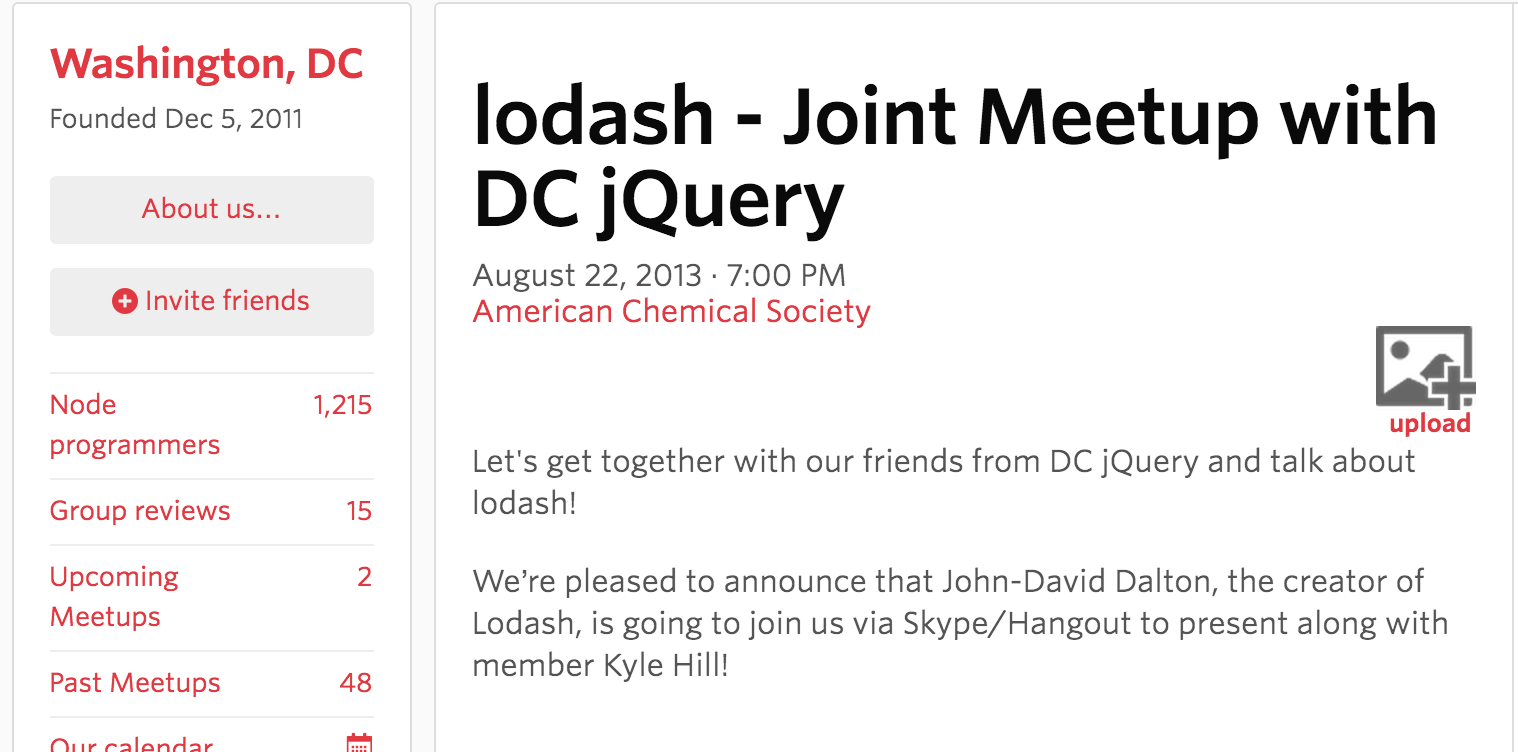 Washington, DC
Founded Dec 5, 2011
About us...
Invite friends
Node 1,215
programmers
Group reviews 15
Upcoming 2
Meetups
Past Meetups 48
Our calendar
lodash - Joint Meetup with
DC jQuery
August 22, 2013 · 7:00 PM
American Chemical Society
upload
Let's get together with our friends from DC jQuery and talk about
lodash!
We’re pleased to announce that John-David Dalton, the creator of
Lodash, is going to join us via Skype/Hangout to present along with
member Kyle Hill!